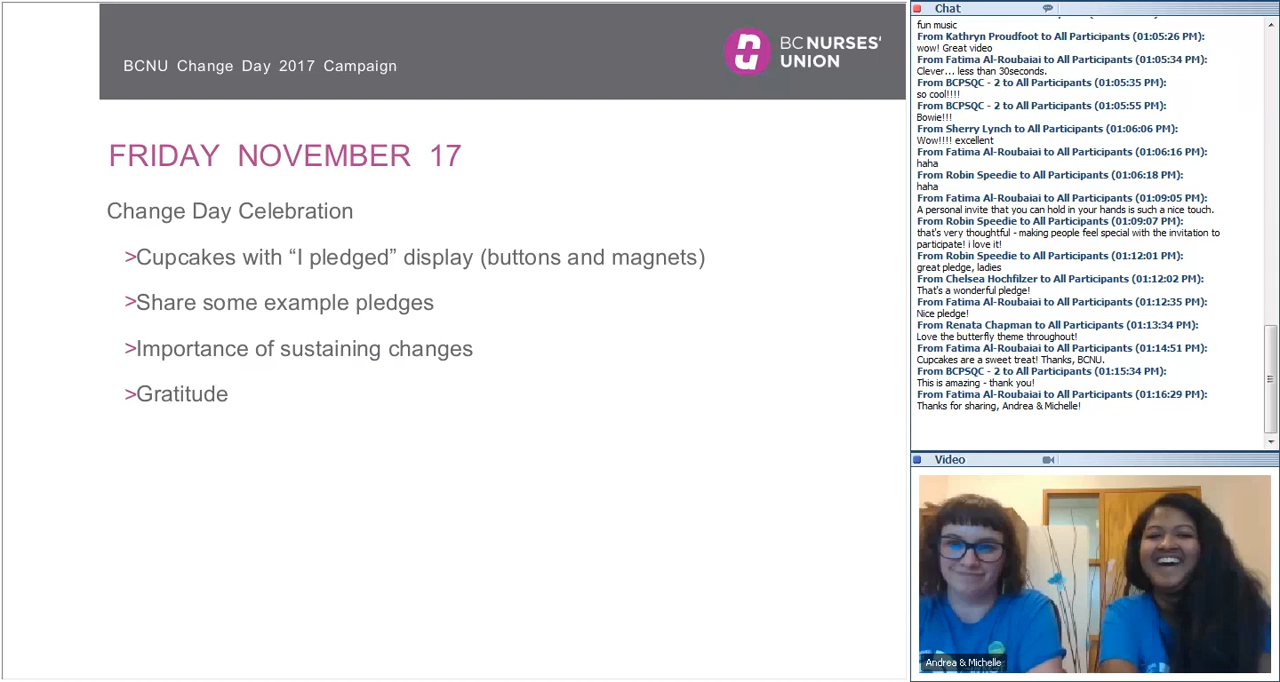 BCNU Change Day 2017 Campaign
BC NURSES'
UNION
FRIDAY NOVEMBER 17
Change Day Celebration
>Cupcakes with “I pledged” display (buttons and magnets)
>Share some example pledges
>Importance of sustaining changes
>Gratitude
Chat
fun music
From Kathryn Proudfoot to All Participants (01:05:26 PM):
wow! Great video
From Fatima Al-Roubaiai to All Participants (01:05:34 PM):
Clever... less than 30seconds.
From BCPSQC - 2 to All Participants (01:05:35 PM):
so cool!!!!
From BCPSQC - 2 to All Participants (01:05:55 PM):
Bowie!!!
From Sherry Lynch to All Participants (01:06:06 PM):
Wow!!!! excellent
From Fatima Al-Roubaiai to All Participants (01:06:16 PM):
haha
From Robin Speedie to All Participants (01:06:18 PM):
haha
From Fatima Al-Roubaiai to All Participants (01:09:05 PM):
A personal invite that you can hold in your hands is such a nice touch.
From Robin Speedie to All Participants (01:09:07 PM):
that's very thoughtful - making people feel special with the invitation to
participate! i love it!
From Robin Speedie to All Participants (01:12:01 PM):
great pledge, ladies
From Chelsea Hochfilzer to All Participants (01:12:02 PM):
That's a wonderful pledge!
From Fatima Al-Roubaiai to All Participants (01:12:35 PM):
Nice pledge!
From Renata Chapman to All Participants (01:13:34 PM):
Love the butterfly theme throughout!
From Fatima Al-Roubaiai to All Participants (01:14:51 PM):
Cupcakes are a sweet treat! Thanks, BCNU.
From BCPSQC - 2 to All Participants (01:15:34 PM):
This is amazing - thank you!
From Fatima Al-Roubaiai to All Participants (01:16:29 PM):
Thanks for sharing, Andrea & Michelle!
Video
Andrea & Michelle